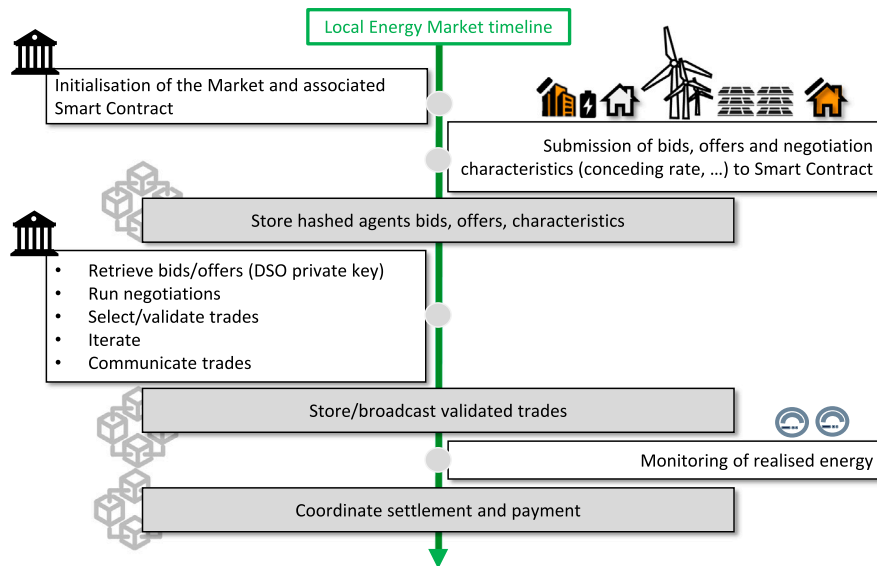 Local Energy Market timeline
Initialisation of the Market and associated
Smart Contract
Submission of bids, offers and negotiation
characteristics (conceding rate, …) to Smart Contract
Store hashed agents bids, offers, characteristics
• Retrieve bids/offers (DSO private key)
• Run negotiations
• Select/validate trades
• Iterate
• Communicate trades
Store/broadcast validated trades
Monitoring of realised energy
Coordinate settlement and payment